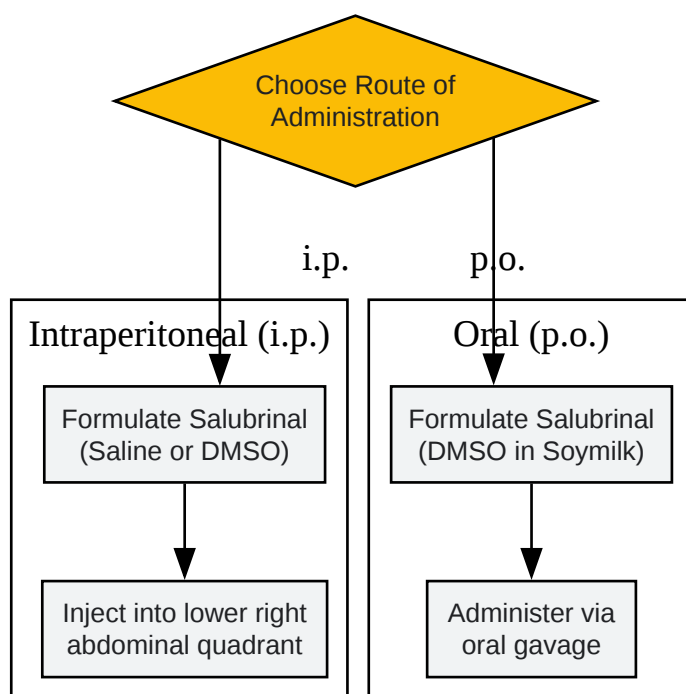 Choose Route of
Administration
i.p.
p.o.
Intraperitoneal (i.p.)
Formulate Salubrinal
(Saline or DMSO)
Inject into lower right
abdominal quadrant
Oral (p.o.)
Formulate Salubrinal
(DMSO in Soymilk)
Administer via
oral gavage